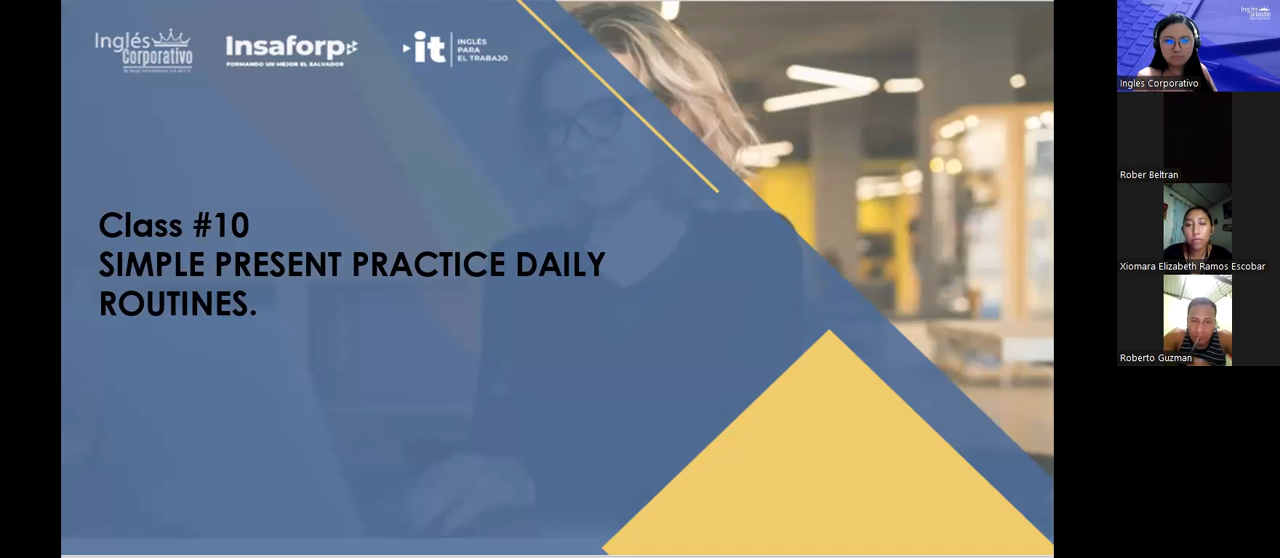 Inglés
Corporativo
Insaforp
FORMANDO UN MEJOR EL SALVADOR
it
INGLÉS
PARA
EL TRABAJO
Class #10
SIMPLE PRESENT PRACTICE DAILY
ROUTINES.
Ingles Corporativo
Rober Beltran
Xiomara Elizabeth Ramos Escobar
Roberto Guzman